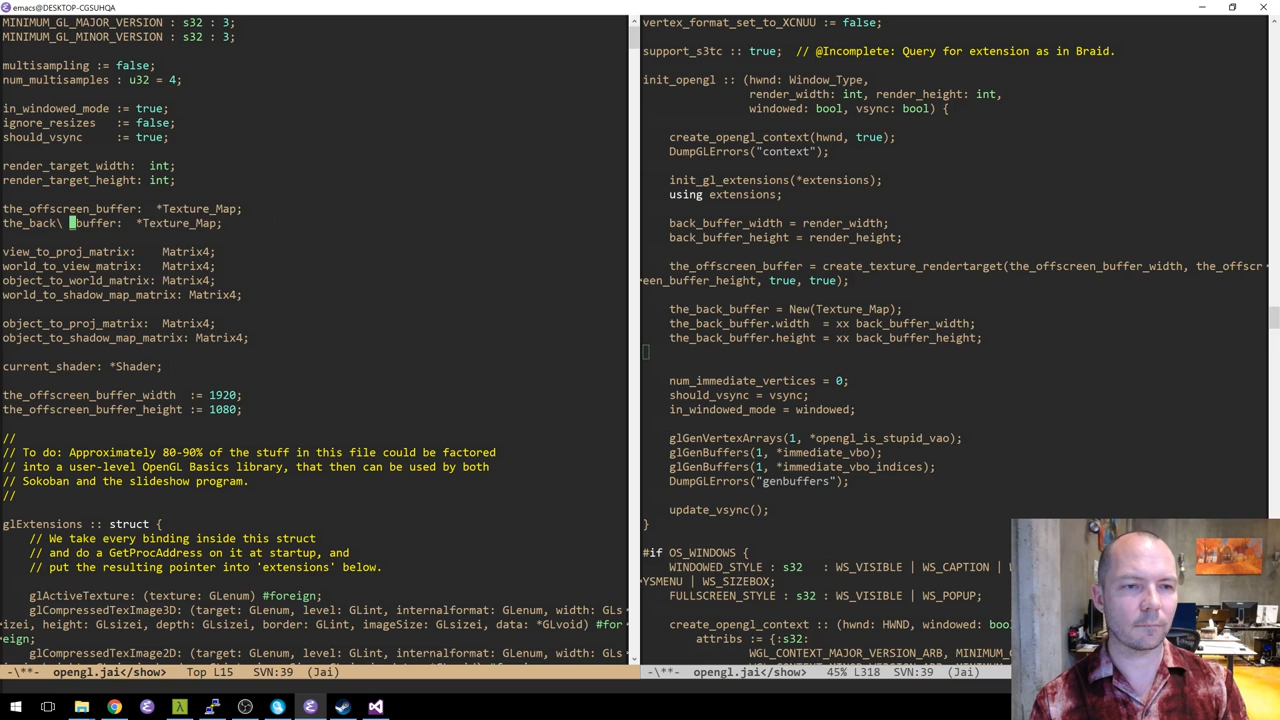 emacs@DESKTOP-CGSUHQA
MINIMUM_GL_MAJOR_VERSION : s32 : 3;
MINIMUM_GL_MINOR_VERSION : s32 : 3;
multisampling := false;
num_multisamples : u32 = 4;
in_windowed_mode := true;
ignore_resizes   := false;
should_vsync     := true;
render_target_width:  int;
render_target_height: int;
the_offscreen_buffer:  *Texture_Map;
the_back\ buffer:  *Texture_Map;
view_to_proj_matrix:    Matrix4;
world_to_view_matrix:   Matrix4;
object_to_world_matrix: Matrix4;
world_to_shadow_map_matrix: Matrix4;
object_to_proj_matrix:  Matrix4;
object_to_shadow_map_matrix: Matrix4;
current_shader: *Shader;
the_offscreen_buffer_width  := 1920;
the_offscreen_buffer_height := 1080;
//
// To do: Approximately 80-90% of the stuff in this file could be factored
// into a user-level OpenGL Basics library, that then can be used by both
// Sokoban and the slideshow program.
//
glExtensions :: struct {
    // We take every binding inside this struct
    // and do a GetProcAddress on it at startup, and
    // put the resulting pointer into 'extensions' below.
    glActiveTexture: (texture: GLenum) #foreign;
    glCompressedTexImage3D: (target: GLenum, level: GLint, internalformat: GLenum, width: GLs
izei, height: GLsizei, depth: GLsizei, border: GLint, imageSize: GLsizei, data: *GLvoid) #for
eign;
    glCompressedTexImage2D: (target: GLenum, level: GLint, internalformat: GLenum, width: GLs
-\**-  opengl.jai</show>   Top L15   SVN:39  (Jai)
vertex_format_set_to_XCNUUA := false;
support_s3tc :: true;  // @Incomplete: Query for extension as in Braid.
init_opengl :: (hwnd: Window_Type,
                render_width: int, render_height: int,
                windowed: bool, vsync: bool) {
    create_opengl_context(hwnd, true);
    DumpGLErrors("context");
    init_gl_extensions(*extensions);
    using extensions;
    back_buffer_width = render_width;
    back_buffer_height = render_height;
    the_offscreen_buffer = create_texture_rendertarget(the_offscreen_buffer_width, the_offscr
een_buffer_height, true, true);
    the_back_buffer = New(Texture_Map);
    the_back_buffer.width  = xx back_buffer_width;
    the_back_buffer.height = xx back_buffer_height;
    num_immediate_vertices = 0;
    should_vsync = vsync;
    in_windowed_mode = windowed;
    glGenVertexArrays(1, *opengl_is_stupid_vao);
    glGenBuffers(1, *immediate_vbo);
    glGenBuffers(1, *immediate_vbo_indices);
    DumpGLErrors("genbuffers");
    update_vsync();
}
#if OS_WINDOWS {
    WINDOWED_STYLE : s32   : WS_VISIBLE | WS_CAPTION |
YSMENU | WS_SIZEBOX;
    FULLSCREEN_STYLE : s32 : WS_VISIBLE | WS_POPUP;
    create_opengl_context :: (hwnd: HWND, windowed: boo
        attribs := {:s32:
                WGL_CONTEXT_MAJOR_VERSION_ARB, MINIMUM_
-\**-  opengl.jai</show>   45% L318   SVN:39  (Jai)